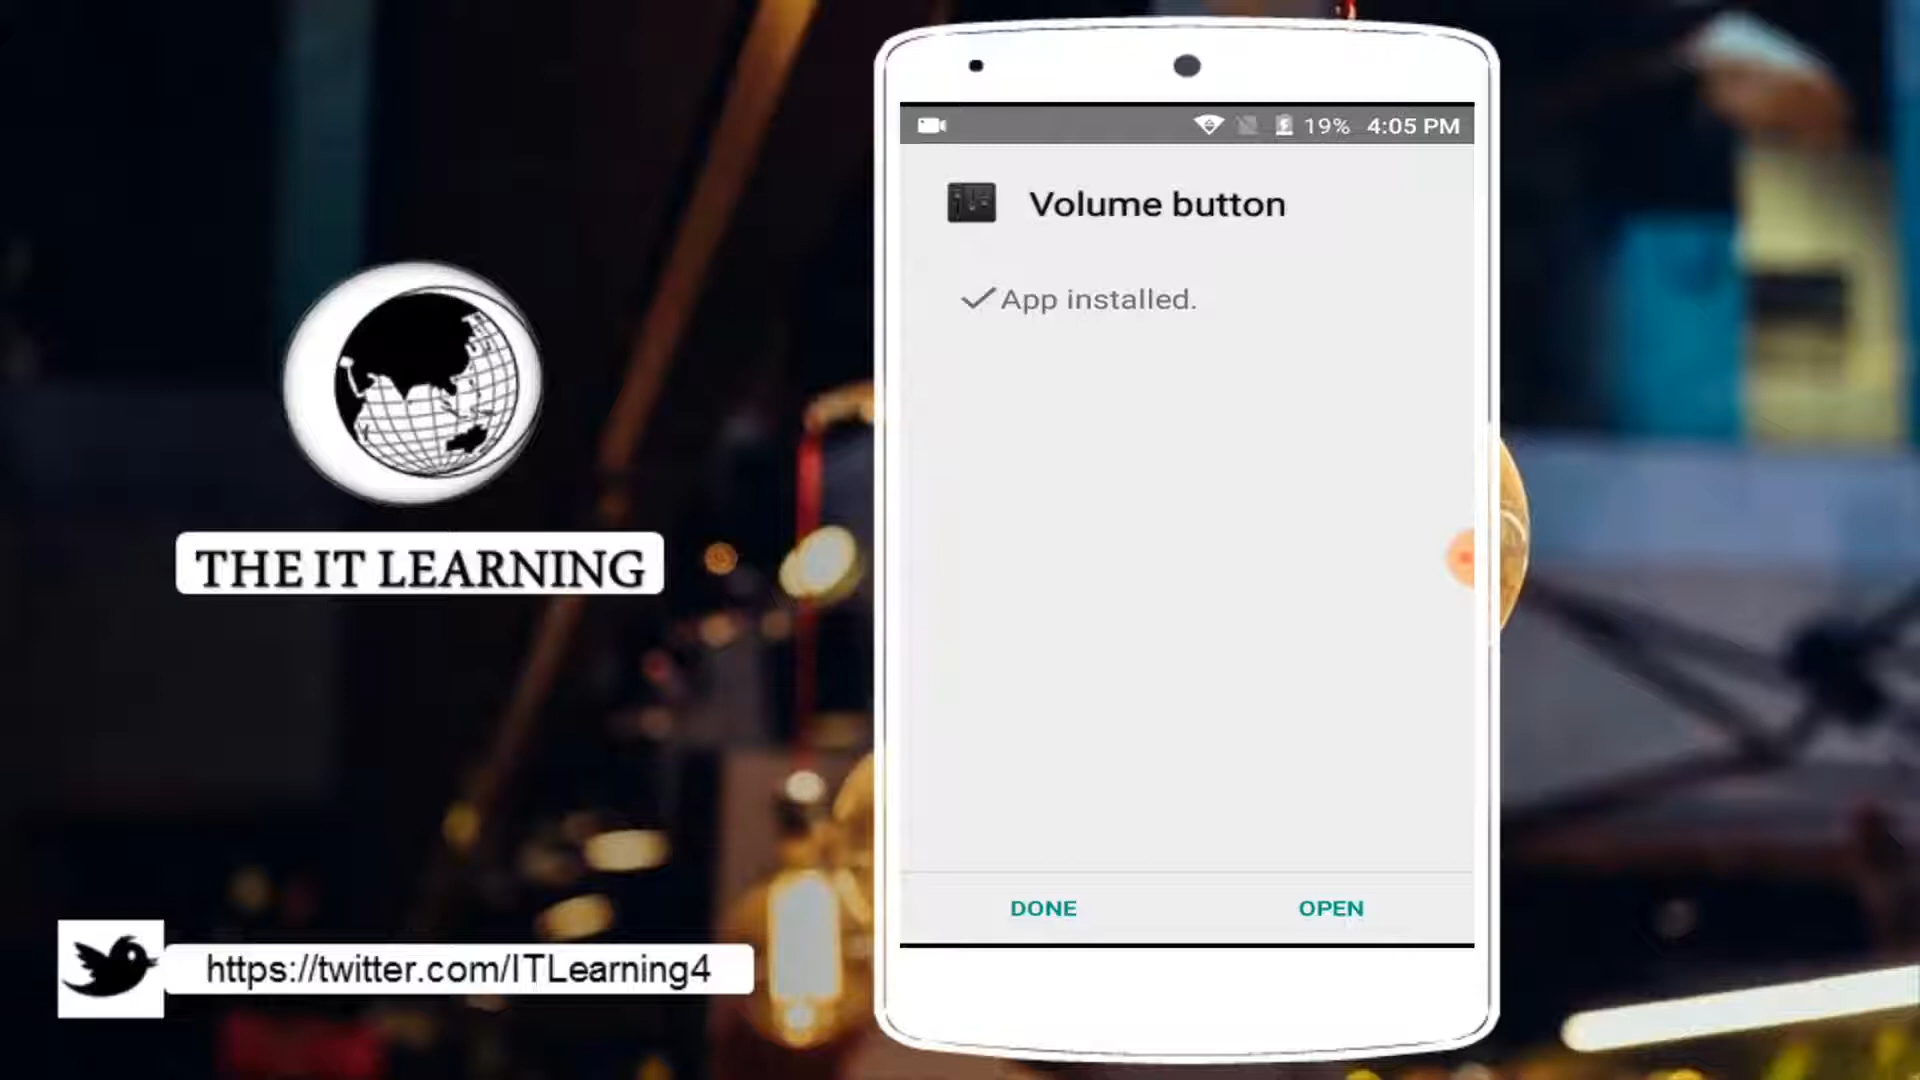 19% 4:05 PM
Volume button
App installed.
THE IT LEARNING
DONE OPEN
https://twitter.com/ITLearning4